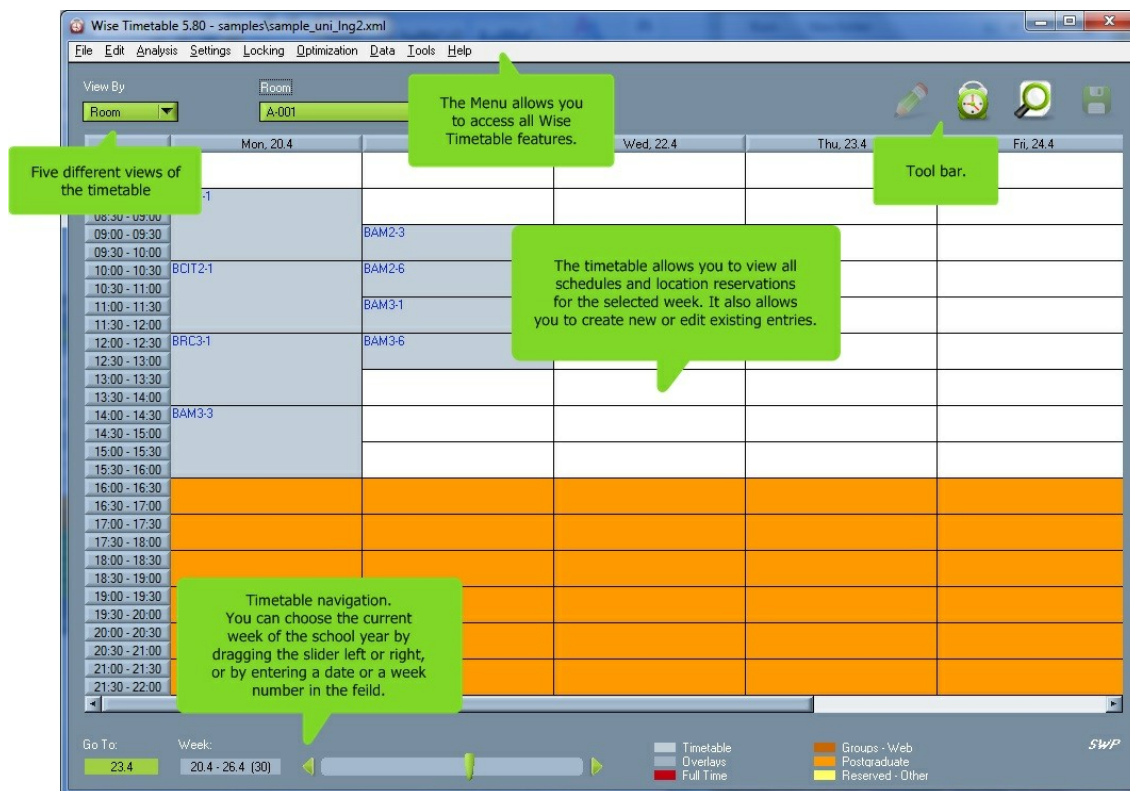 Wise Timetable 5.80 - samples\sample_uni_lng2.xml
File Edit Analysis Settings Locking Optimization Data Tools Help
View By
Room
Room
A-001
The Menu allows you
to access all Wise
Timetable features.
Tool bar.
Five different views of
the timetable
Mon, 20.4
Wed, 22.4
Thu, 23.4
Fri, 24.4
-1
08:30 - 09:00
09:00 - 09:30
BAM2-3
09:30 - 10:00
10:00 - 10:30
BCIT2-1
BAM2-6
10:30 - 11:00
11:00 - 11:30
BAM3-1
11:30 - 12:00
12:00 - 12:30
BRC3-1
BAM3-6
12:30 - 13:00
13:00 - 13:30
13:30 - 14:00
14:00 - 14:30
BAM3-3
14:30 - 15:00
15:00 - 15:30
15:30 - 16:00
16:00 - 16:30
16:30 - 17:00
17:00 - 17:30
17:30 - 18:00
18:00 - 18:30
18:30 - 19:00
19:00 - 19:30
19:30 - 20:00
20:00 - 20:30
20:30 - 21:00
21:00 - 21:30
21:30 - 22:00
The timetable allows you to view all
schedules and location reservations
for the selected week. It also allows
you to create new or edit existing entries.
Timetable navigation.
You can choose the current
week of the school year by
dragging the slider left or right,
or by entering a date or a week
number in the feild.
Go To:
23.4
Week:
20.4 - 26.4 (30)
Timetable
Overlays
Full Time
Groups - Web
Postgraduate
Reserved - Other
SWP